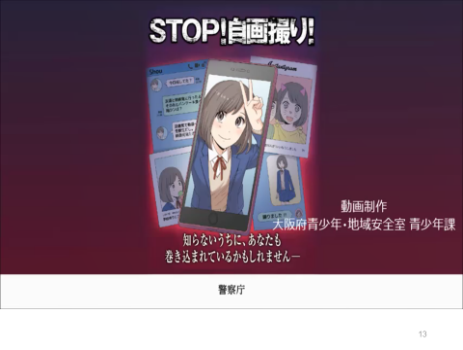 STOP!自画撮り!
動画制作
大阪府青少年・地域安全室 青少年課
知らないうちに、あなたも
巻き込まれているかもしれません―
警察庁
13